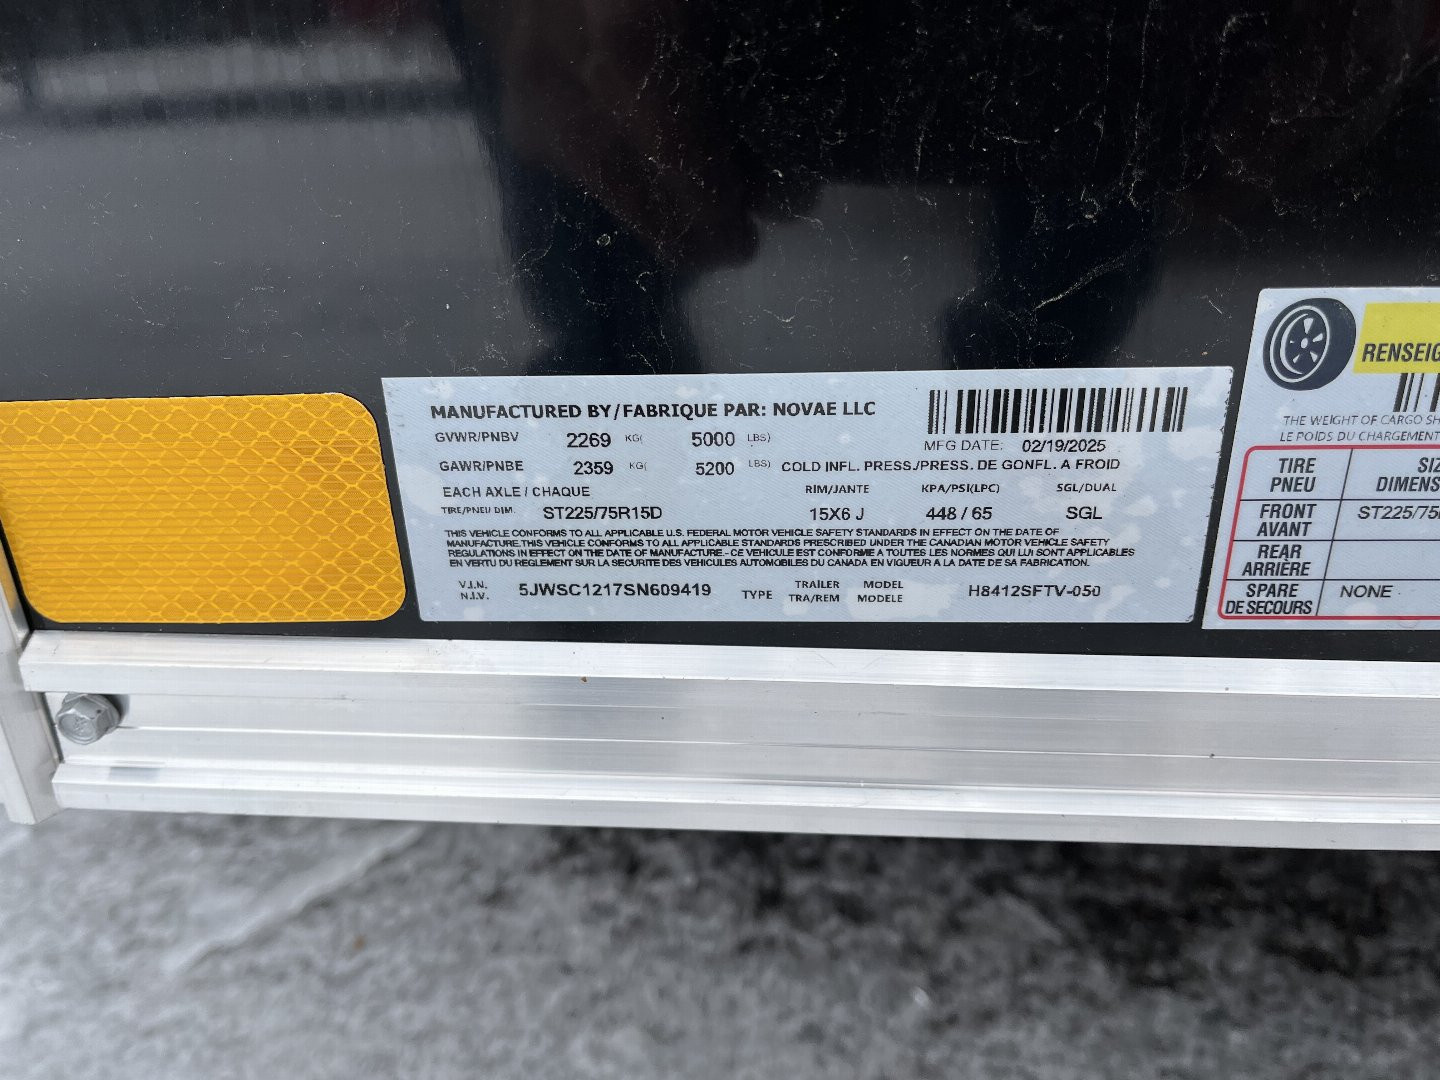 MANUFACTURED BY/FABRIQUE PAR: NOVAE LLC
GVWR/PNBV 2269 KG( 5000 LBS)
MFG DATE: 02/19/2025
GAWR/PNBE 2359 KG( 5200 LBS) COLD INFL. PRESS./PRESS. DE GONFL. A FROID
EACH AXLE / CHAQUE RIM/JANTE KPA/PSI(LPC) SGL/DUAL
TIRE/PNEU DIM. ST225/75R15D 15X6 J 448 / 65 SGL
THIS VEHICLE CONFORMS TO ALL APPLICABLE U.S. FEDERAL MOTOR VEHICLE SAFETY STANDARDS IN EFFECT ON THE DATE OF
MANUFACTURE.THIS VEHICLE CONFORMS TO ALL APPLICABLE STANDARDS PRESCRIBED UNDER THE CANADIAN MOTOR VEHICLE SAFETY
REGULATIONS IN EFFECT ON THE DATE OF MANUFACTURE.- CE VEHICULE EST CONFORME A TOUTES LES NORMES QUI LUI SONT APPLICABLES
EN VERTU DU REGLEMENT SUR LA SECURITE DES VEHICULES AUTOMOBILES DU CANADA EN VIGUEUR A LA DATE DE SA FABRICATION.
V.I.N. 5JWSC1217SN609419 TYPE TRAILER MODEL H8412SFTV-050
N.I.V. TRA/REM MODELE
RENSEIG
THE WEIGHT OF CARGO SH
LE POIDS DU CHARGEMENT
TIRE SIZ
PNEU DIMENS
FRONT ST225/75
AVANT
REAR
ARRIÈRE
SPARE NONE
DE SECOURS